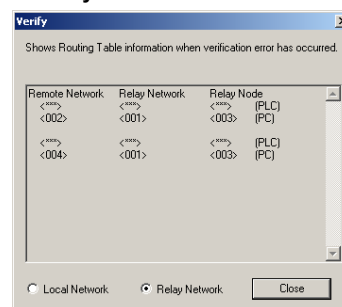 Verify
Shows Routing Table information when verification error has occurred.
Remote Network Relay Network Relay Node
<***> <***> <***> (PLC)
<002> <001> <003> (PC)
<***> <***> <***> (PLC)
<004> <001> <003> (PC)
Local Network Relay Network Close